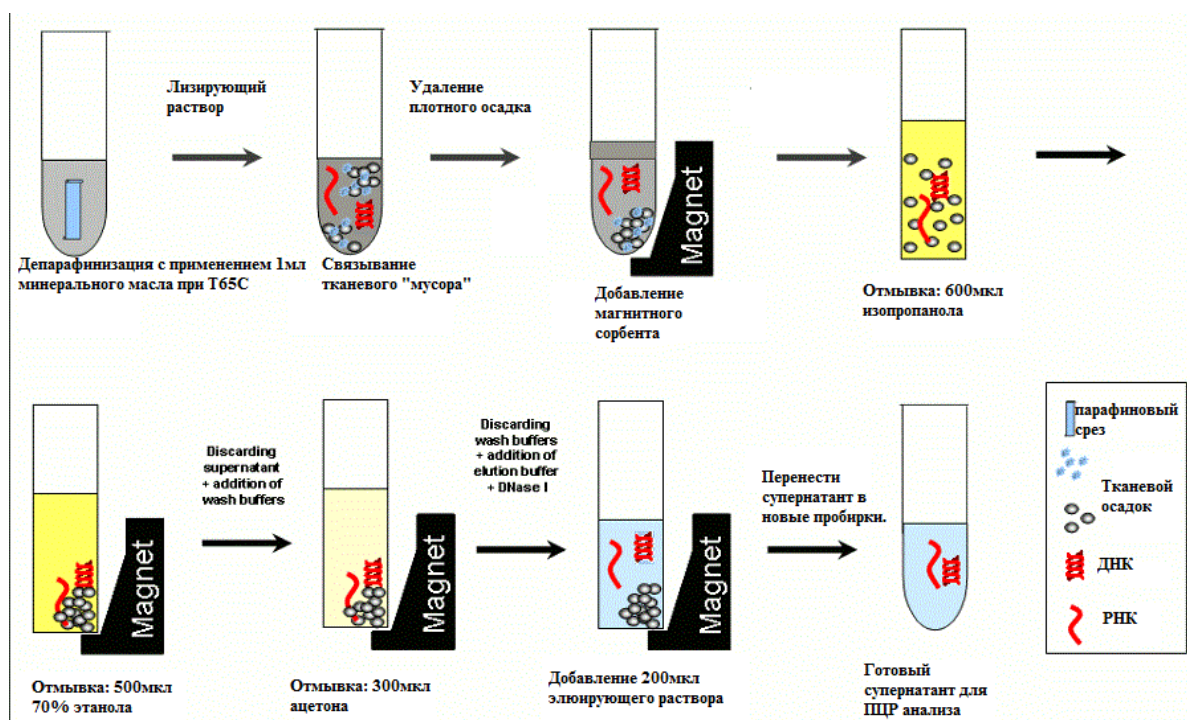 Лизирующий
раствор
Удаление
плотного осадка
Magnet
Депарафинизация с применением 1мл
минерального масла при Т65С
Связывание
тканевого "мусора"
Добавление
магнитного
сорбента
Отмывка: 600мкл
изопропанола
Discarding
supernatant
+ addition of
wash buffers
Discarding
wash buffers
+ addition of
elution buffer
+ DNase I
Перенести
супернатант в
новые пробирки.
Magnet
Magnet
Magnet
Отмывка: 500мкл
70% этанола
Отмывка: 300мкл
ацетона
Добавление 200мкл
элюирующего раствора
Готовый
супернатант для
ПЦР анализа
парафиновый
срез
Тканевой
осадок
ДНК
РНК